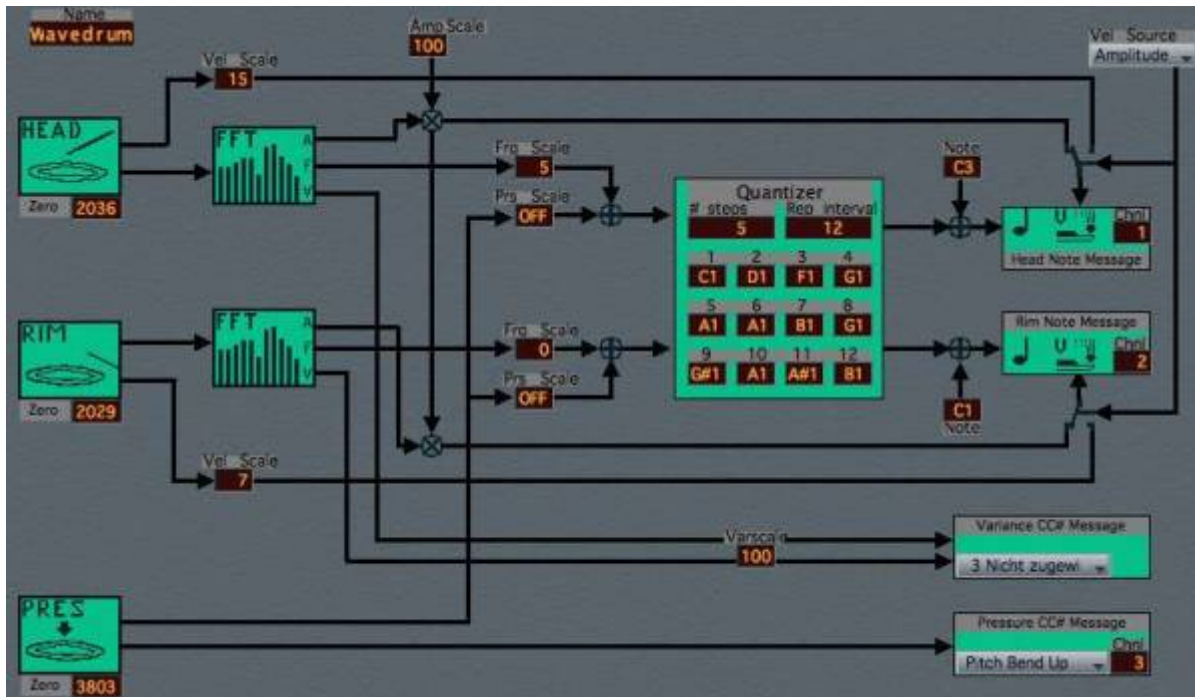 Name
Wavedrum
Amp Scale
100
Vel Source
Amplitude
Vel Scale
15
HEAD
Zero 2036
FFT
A
F
V
Frq Scale
5
Prs Scale
OFF
Quantizer
# steps Rep interval
5 12
1 2 3 4
C1 D1 F1 G1
5 6 7 8
A1 A1 B1 G1
9 10 11 12
G#1 A1 A#1 B1
Note
C3
Chnl
1
Head Note Message
RIM
Zero 2029
FFT
A
F
V
Frq Scale
0
Prs Scale
OFF
C1
Note
Rim Note Message
Chnl
2
Vel Scale
7
Varscale
100
Variance CC# Message
3 Nicht zugewi
PRES
Zero 3803
Pressure CC# Message
Chnl
Pitch Bend Up 3